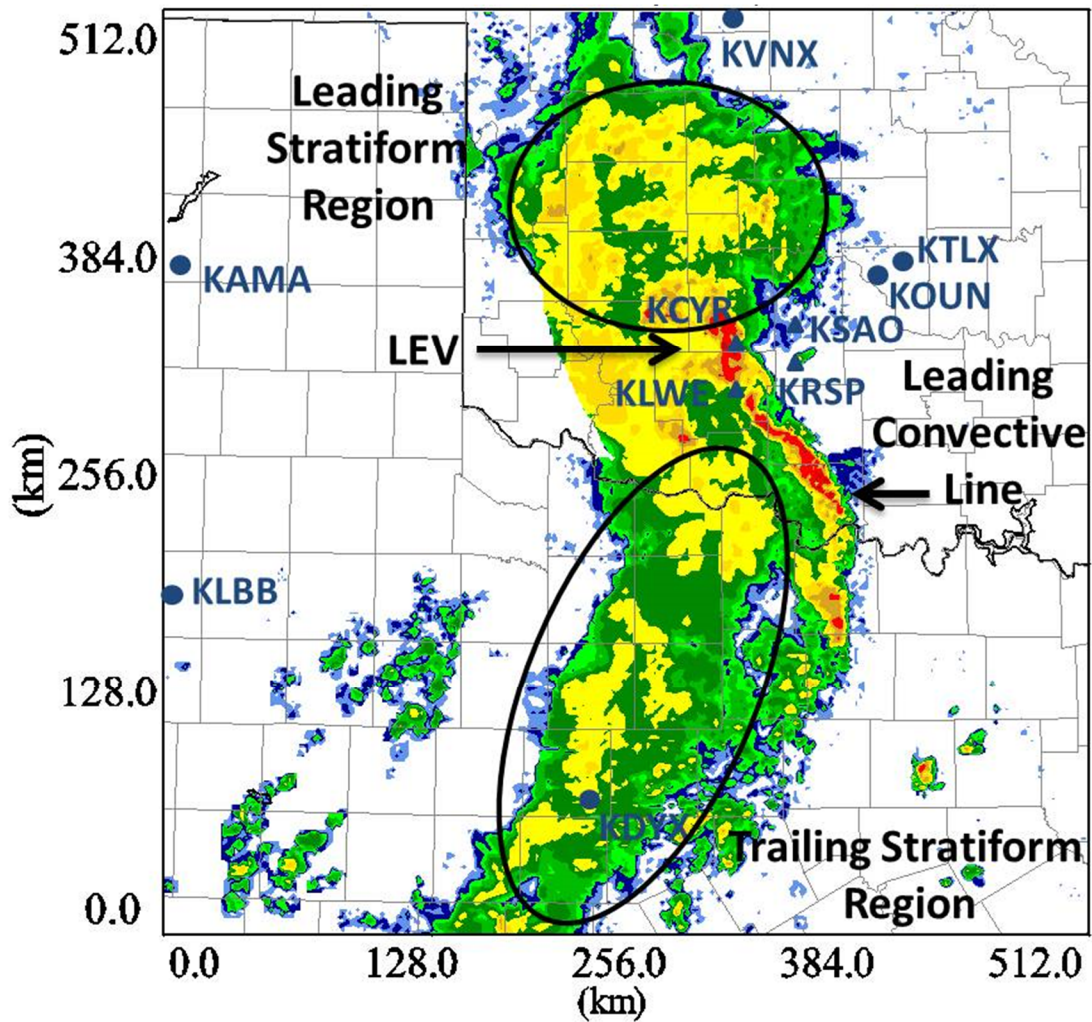 512.0
KVNX
Leading
Stratiform
Region
384.0
KTLX
KAMA
KOUN
KCYR
KSAO
LEV
KLWE
KRSP
Leading
Convective
Line
256.0
(km)
KLBB
128.0
KDYX
Trailing Stratiform
Region
0.0
0.0 128.0 256.0 384.0 512.0
(km)